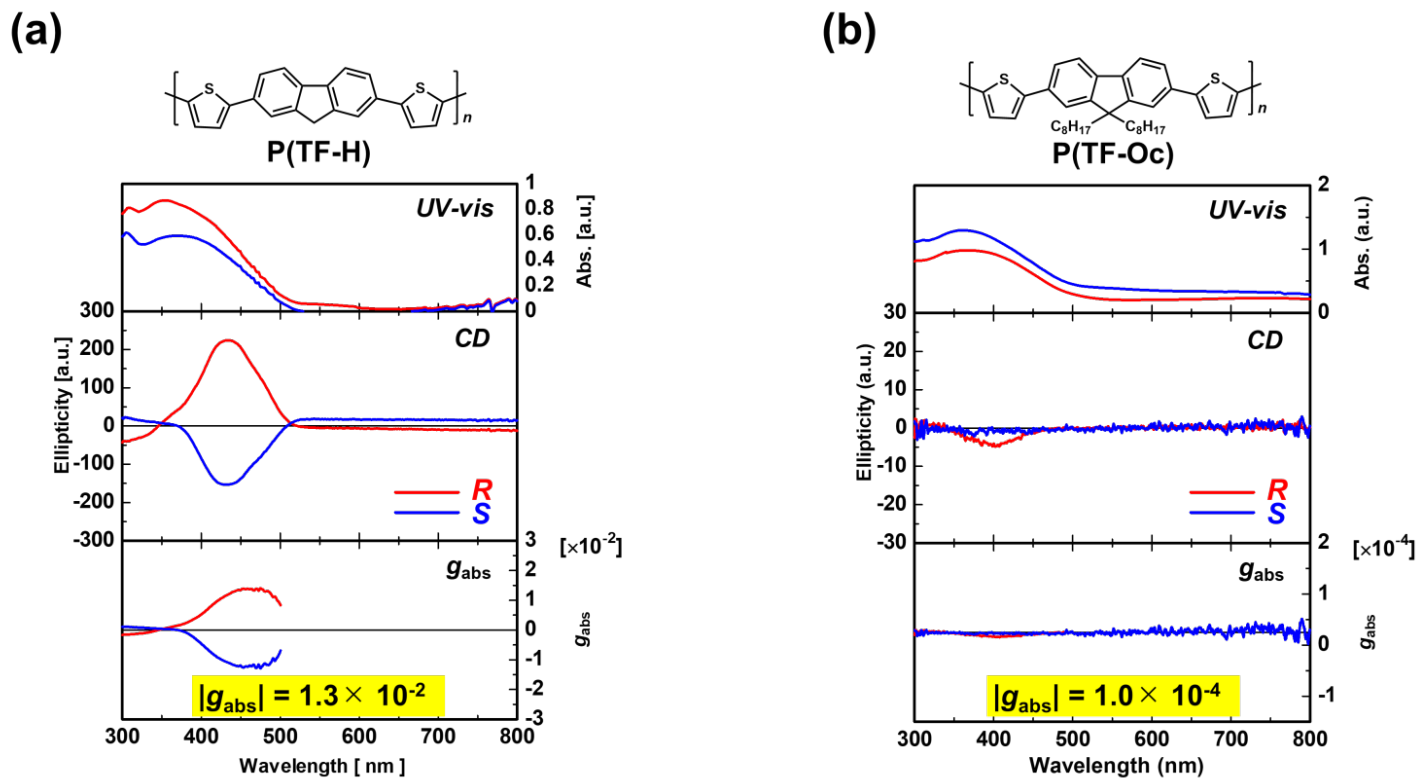 (a)
S
S
n
P(TF-H)
UV-vis
1
0.8
0.6
0.4
0.2
0
Abs. [a.u.]
CD
300
200
100
0
-100
-200
-300
Ellipticity [a.u.]
R
S
gabs
3
2
1
0
-1
-2
-3
[×10-2]
gabs
|gabs| = 1.3× 10-2
300 400 500 600 700 800
Wavelength [ nm ]
(b)
S
S
n
C8H17 C8H17
P(TF-Oc)
UV-vis
2
1
0
Abs. (a.u.)
CD
30
20
10
0
-10
-20
-30
Ellipticity (a.u.)
R
S
gabs
2
1
0
-1
[×10-4]
gabs
|gabs| = 1.0× 10-4
300 400 500 600 700 800
Wavelength (nm)